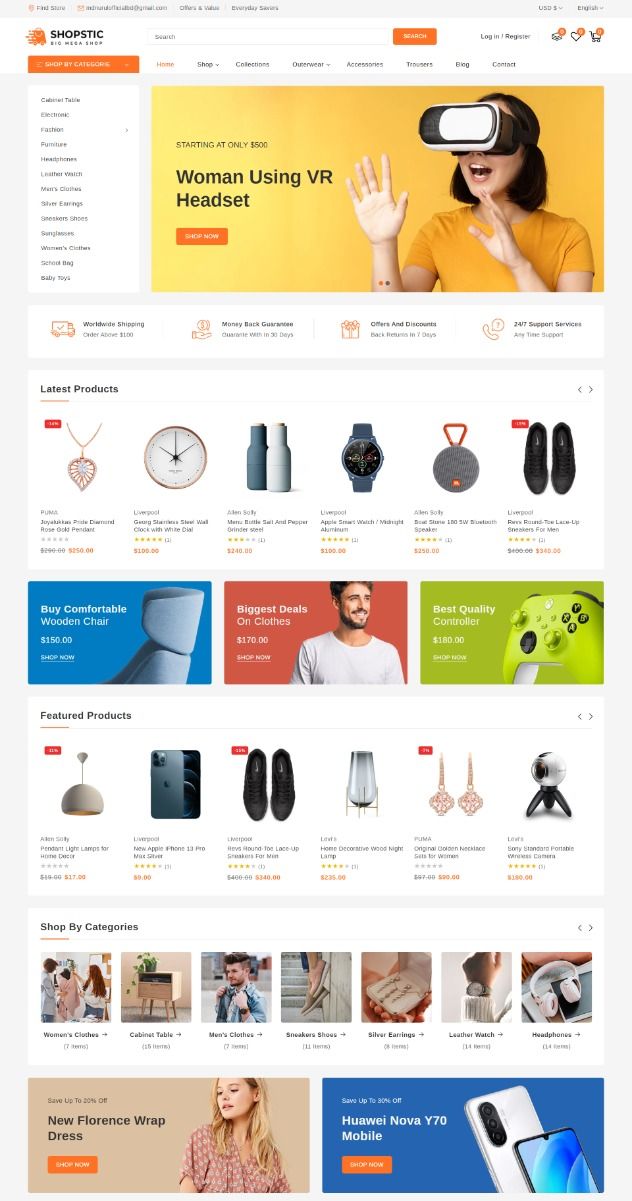 Find Store
mdnurulofficialbd@gmail.com
Offers & Value
Everyday Savers
USD $
English
SHOPSTIC
BIG MEGA SHOP
Search
SEARCH
Log in / Register
0
0
0
SHOP BY CATEGORIE
Home
Shop
Collections
Outerwear
Accessories
Trousers
Blog
Contact
Cabinet Table
Electronic
Fashion
Furniture
Headphones
Leather Watch
Men's Clothes
Silver Earrings
Sneakers Shoes
Sunglasses
Women's Clothes
School Bag
Baby Toys
STARTING AT ONLY $500
Woman Using VR
Headset
SHOP NOW
Worldwide Shipping
Order Above $100
Money Back Guarantee
Guarante With In 30 Days
Offers And Discounts
Back Returns In 7 Days
24/7 Support Services
Any Time Support
Latest Products
-14%
PUMA
Joyalukkas Pride Diamond
Rose Gold Pendant
$290.00 $250.00
Liverpool
Georg Stainless Steel Wall
Clock with White Dial
(1)
$100.00
Allen Solly
Menu Bottle Salt And Pepper
Grinder steel
(1)
$240.00
Liverpool
Apple Smart Watch / Midnight
Aluminum
(1)
$100.00
JBL
Allen Solly
Boat Stone 180 5W Bluetooth
Speaker
(1)
$250.00
-15%
Liverpool
Revs Round-Toe Lace-Up
Sneakers For Men
(1)
$400.00 $340.00
Buy Comfortable
Wooden Chair
$150.00
SHOP NOW
Biggest Deals
On Clothes
$170.00
SHOP NOW
Best Quality
Controller
$180.00
SHOP NOW
Y
X
B
A
Featured Products
-11%
Allen Solly
Pendant Light Lamps for
Home Decor
$19.00 $17.00
Liverpool
New Apple iPhone 13 Pro
Max Sliver
(1)
$9.00
-15%
Liverpool
Revs Round-Toe Lace-Up
Sneakers For Men
(1)
$400.00 $340.00
Levi's
Home Decorative Wood Night
Lamp
(1)
$235.00
-7%
PUMA
Original Golden Necklace
Sets for Women
$97.00 $90.00
Levi's
Sony Standard Portable
Wireless Camera
(1)
$180.00
Shop By Categories
Women's Clothes
(7 Items)
Cabinet Table
(15 Items)
Men's Clothes
(7 Items)
Sneakers Shoes
(11 Items)
Silver Earrings
(8 Items)
Leather Watch
(14 Items)
Headphones
(14 Items)
Save Up To 20% Off
New Florence Wrap
Dress
SHOP NOW
Save Up To 30% Off
Huawei Nova Y70
Mobile
SHOP NOW